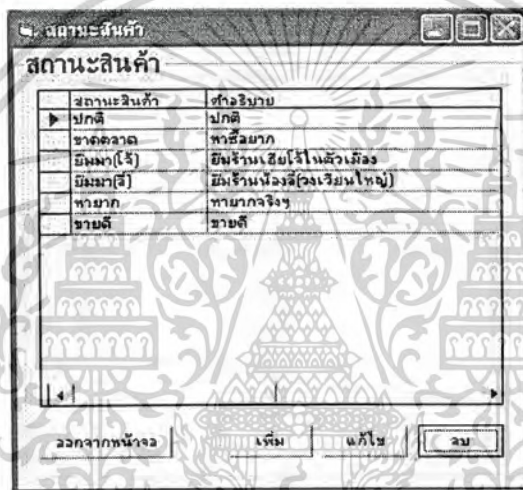 สถานะสินค้า
สถานะสินค้า
สถานะสินค้า คำอธิบาย
ปกติ ปกติ
ขาดตลาด หาซื้อยาก
ยืมมา(โว้) ยืมร้านเฮียโว้ในตัวเมือง
ยืมมา(วี) ยืมร้านน้องวี(วงเวียนใหญ่)
หายาก หายากจริงๆ
ขายดี ขายดี
ออกจากหน้าจอ เพิ่ม แก้ไข ลบ